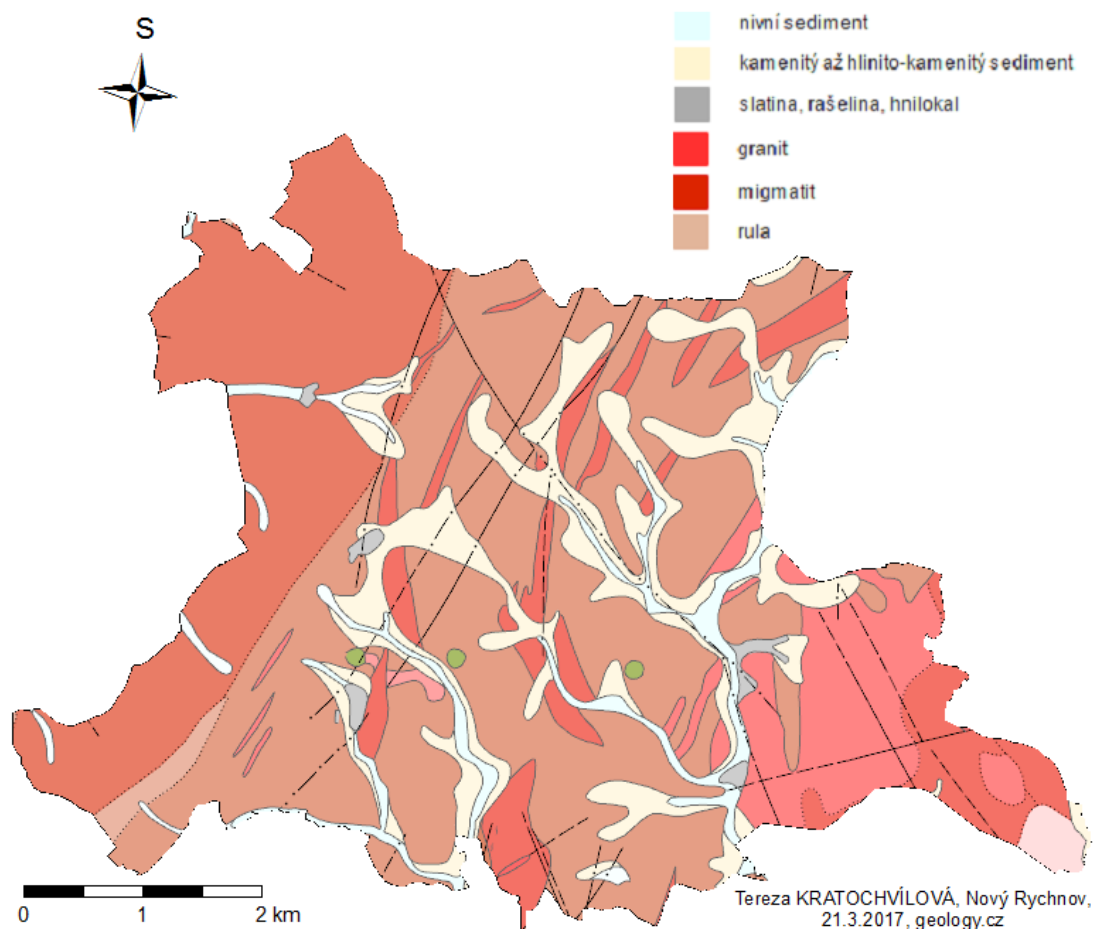 S
nivní sediment
kamenitý až hlinito-kamenitý sediment
slatina, rašelina, hnilokal
granit
migmatit
rula
0 1 2 km
Tereza KRATOCHVÍLOVÁ, Nový Rychnov,
21.3.2017, geology.cz